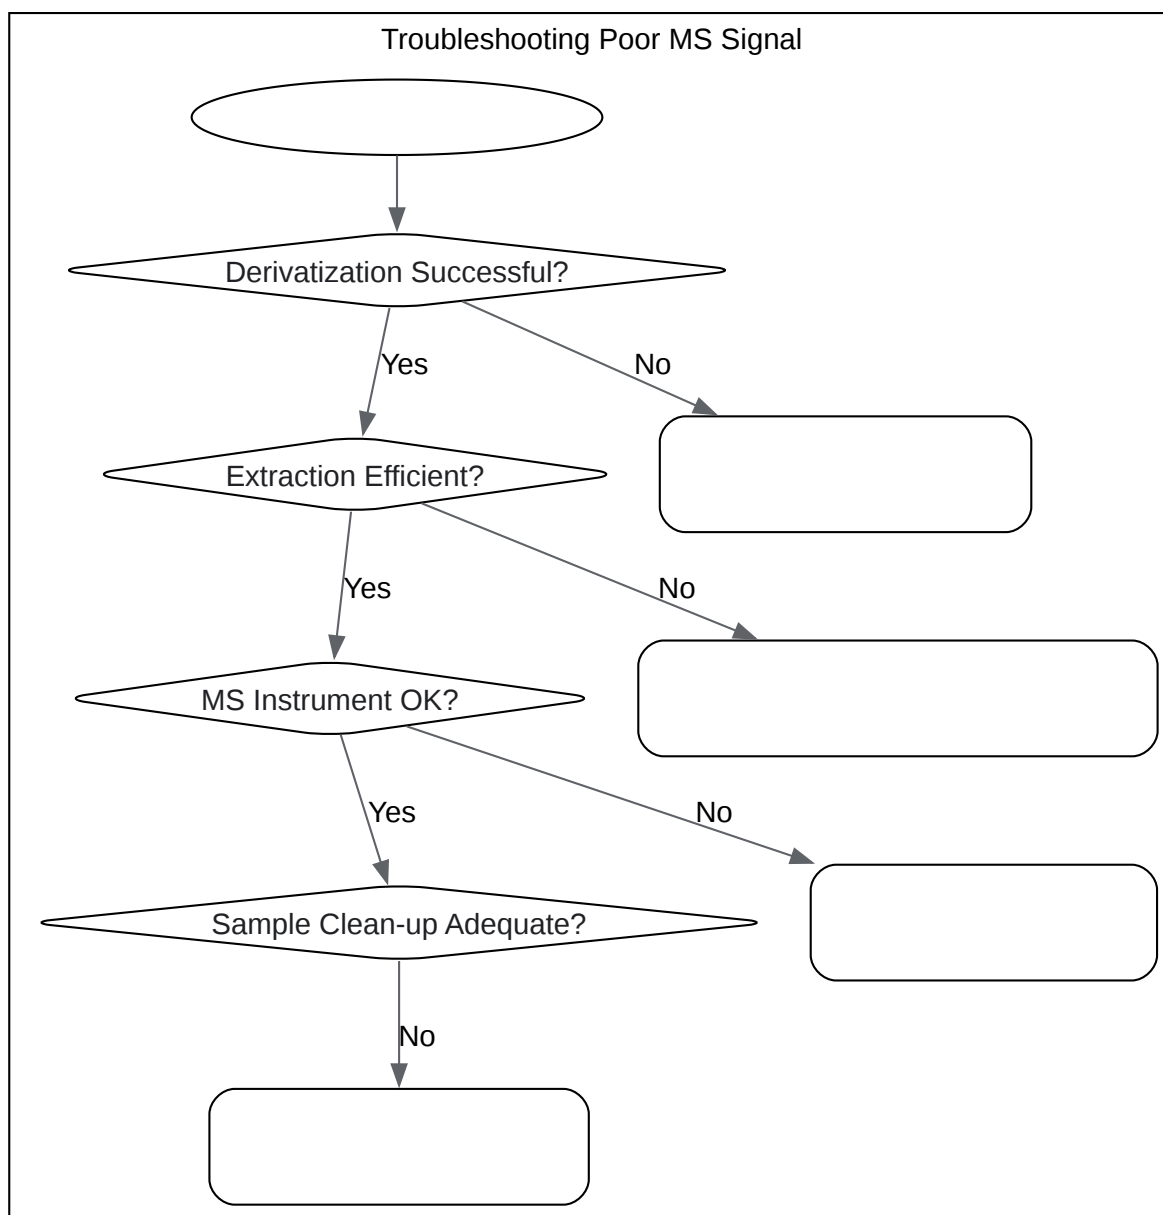 Troubleshooting Poor MS Signal
Derivatization Successful?
Yes
No
Extraction Efficient?
Yes
No
MS Instrument OK?
Yes
No
Sample Clean-up Adequate?
No